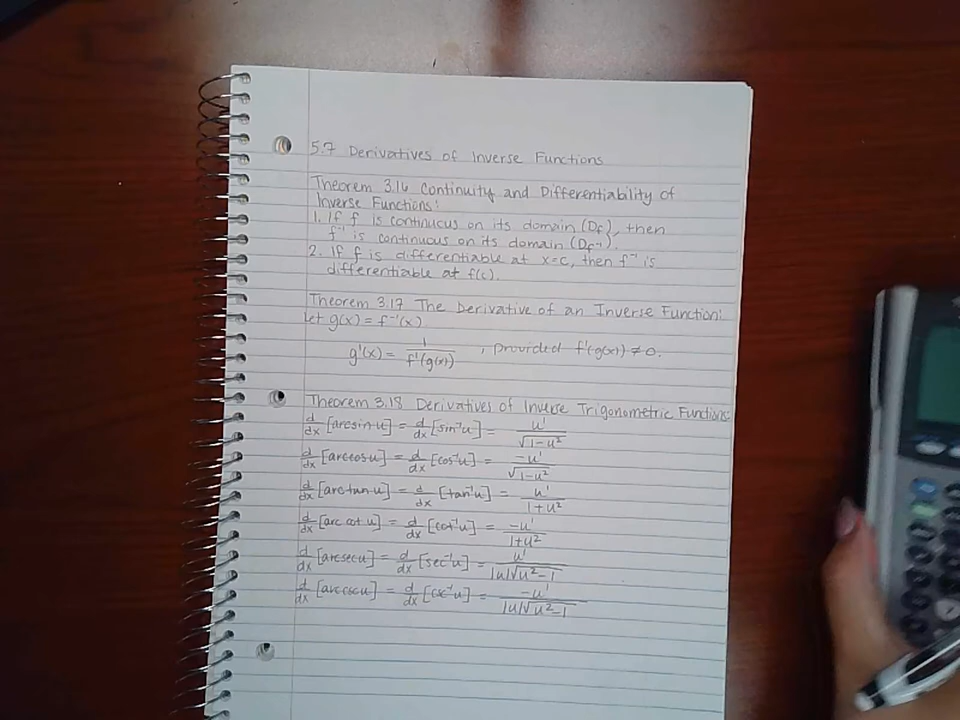 5.7 Derivatives of Inverse Functions
Theorem 3.16 Continuity and Differentiability of
Inverse Functions:
1. If f is continuous on its domain (Df), then
f⁻¹ is continuous on its domain (Df⁻¹).
2. If f is differentiable at x=c, then f⁻¹ is
differentiable at f(c).
Theorem 3.17 The Derivative of an Inverse Function:
Let g(x) = f⁻¹(x)
g'(x) = 1/f'(g(x)) , provided f'(g(x)) ≠ 0.
Theorem 3.18 Derivatives of Inverse Trigonometric Functions:
d/dx [arcsin u] = d/dx [sin⁻¹u] = u'/√(1-u²)
d/dx [arccos u] = d/dx [cos⁻¹u] = -u'/√(1-u²)
d/dx [arctan u] = d/dx [tan⁻¹u] = u'/(1+u²)
d/dx [arc cot u] = d/dx [cot⁻¹u] = -u'/(1+u²)
d/dx [arcsec u] = d/dx [sec⁻¹u] = u'/(|u|√(u²-1))
d/dx [arccsc u] = d/dx [csc⁻¹u] = -u'/(|u|√(u²-1))